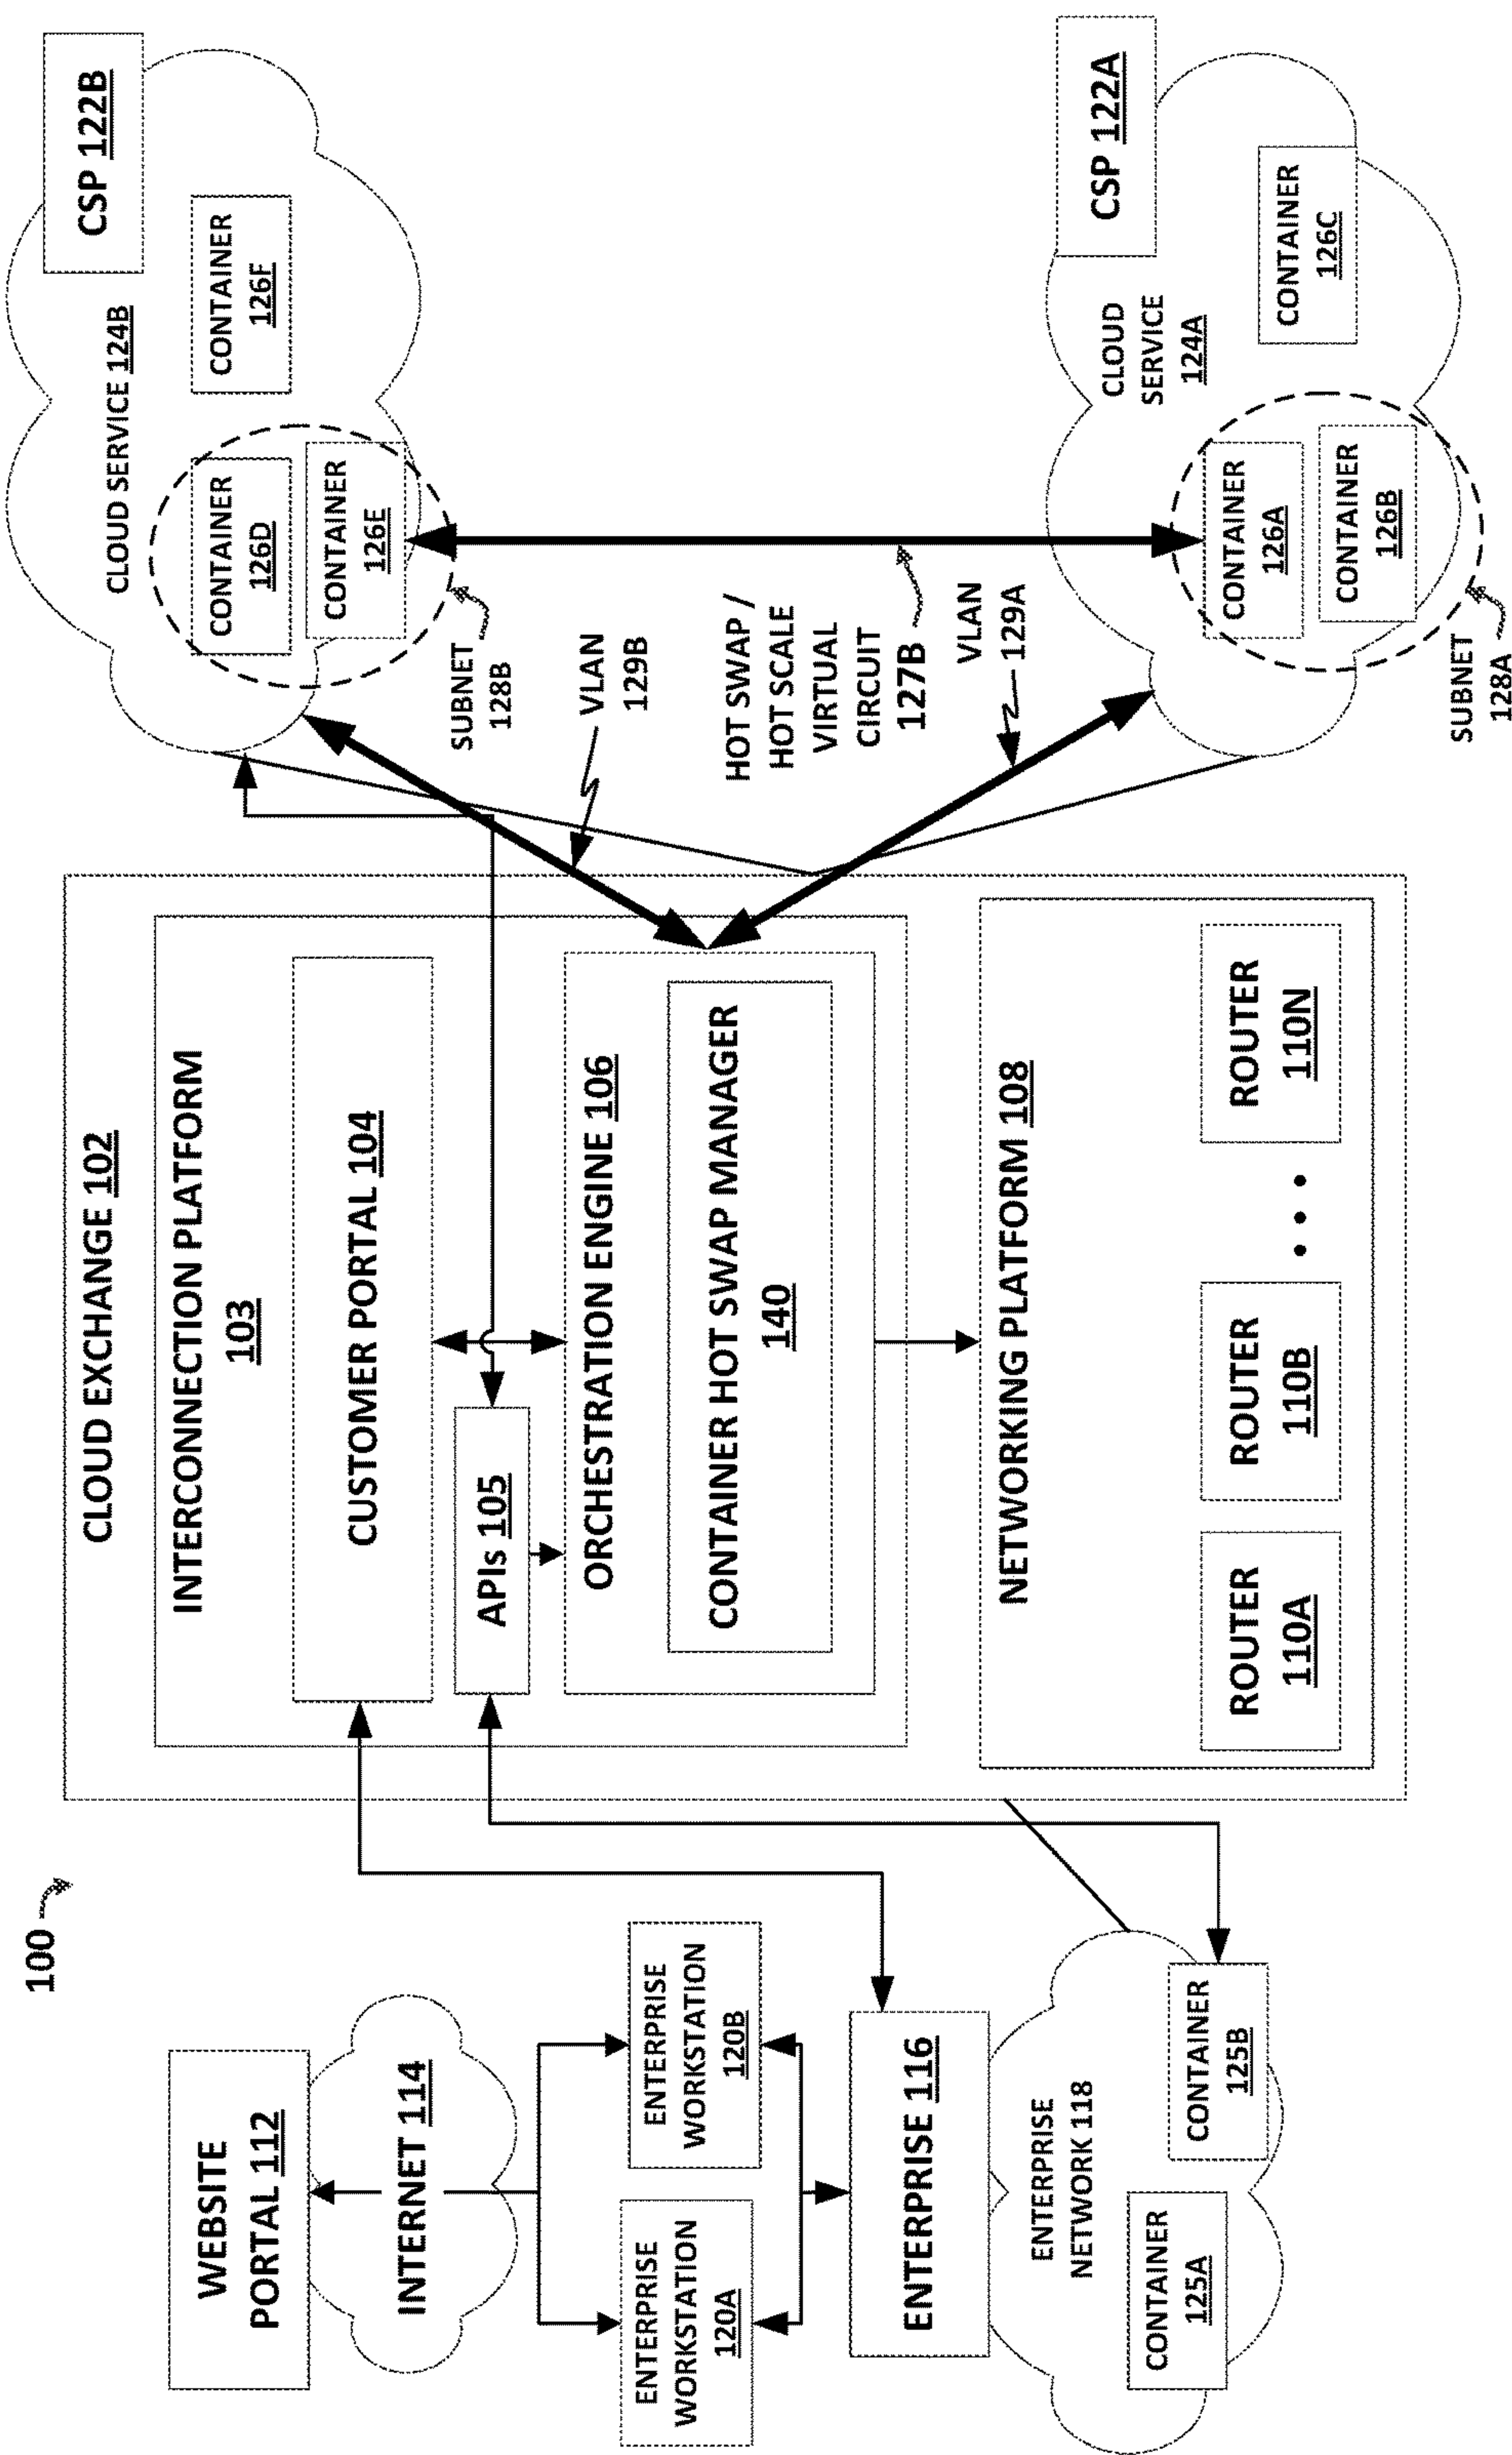 100
WEBSITE
PORTAL 112
INTERNET 114
ENTERPRISE
WORKSTATION
120A
ENTERPRISE
WORKSTATION
120B
ENTERPRISE 116
ENTERPRISE
NETWORK 118
CONTAINER
125A
CONTAINER
125B
CLOUD EXCHANGE 102
INTERCONNECTION PLATFORM
103
CUSTOMER PORTAL 104
APIs 105
ORCHESTRATION ENGINE 106
CONTAINER HOT SWAP MANAGER
140
NETWORKING PLATFORM 108
ROUTER
110A
ROUTER
110B
• • •
ROUTER
110N
CSP 122B
CLOUD SERVICE 124B
CONTAINER
126D
CONTAINER
126E
CONTAINER
126F
SUBNET
128B
VLAN
129B
HOT SWAP /
HOT SCALE
VIRTUAL
CIRCUIT
127B
VLAN
129A
CSP 122A
CLOUD
SERVICE
124A
CONTAINER
126A
CONTAINER
126B
CONTAINER
126C
SUBNET
128A